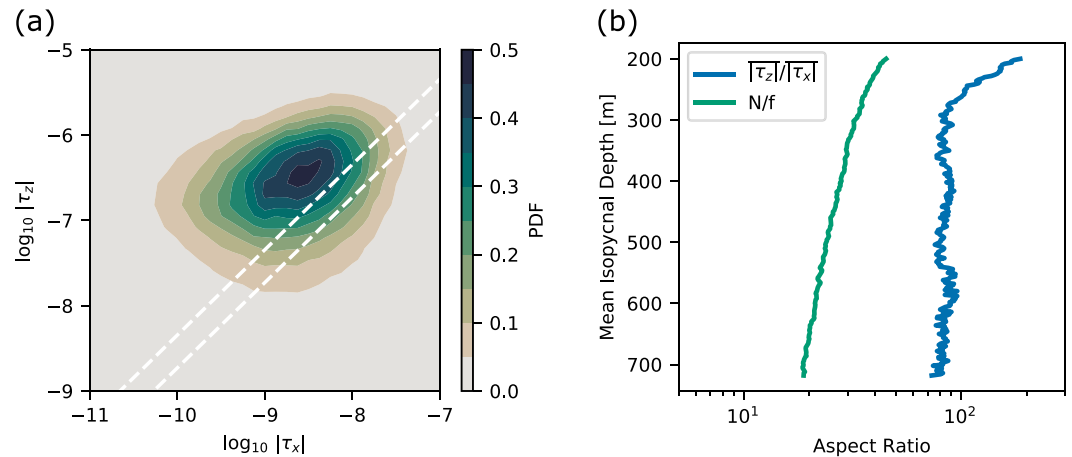 (a)
−5
−6
−7
−8
−9
log₁₀ |τ_z|
−11
−10
−9
−8
−7
log₁₀ |τ_x|
0.5
0.4
0.3
0.2
0.1
0.0
PDF
(b)
200
300
400
500
600
700
Mean Isopycnal Depth [m]
|τ_z|/|τ_x|
N/f
10¹
10²
Aspect Ratio